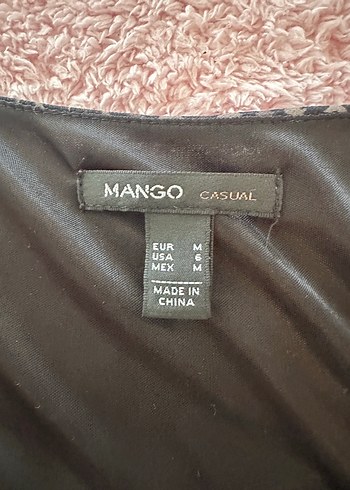 MANGO CASUAL
EUR M
USA 6
MEX M
MADE IN
CHINA